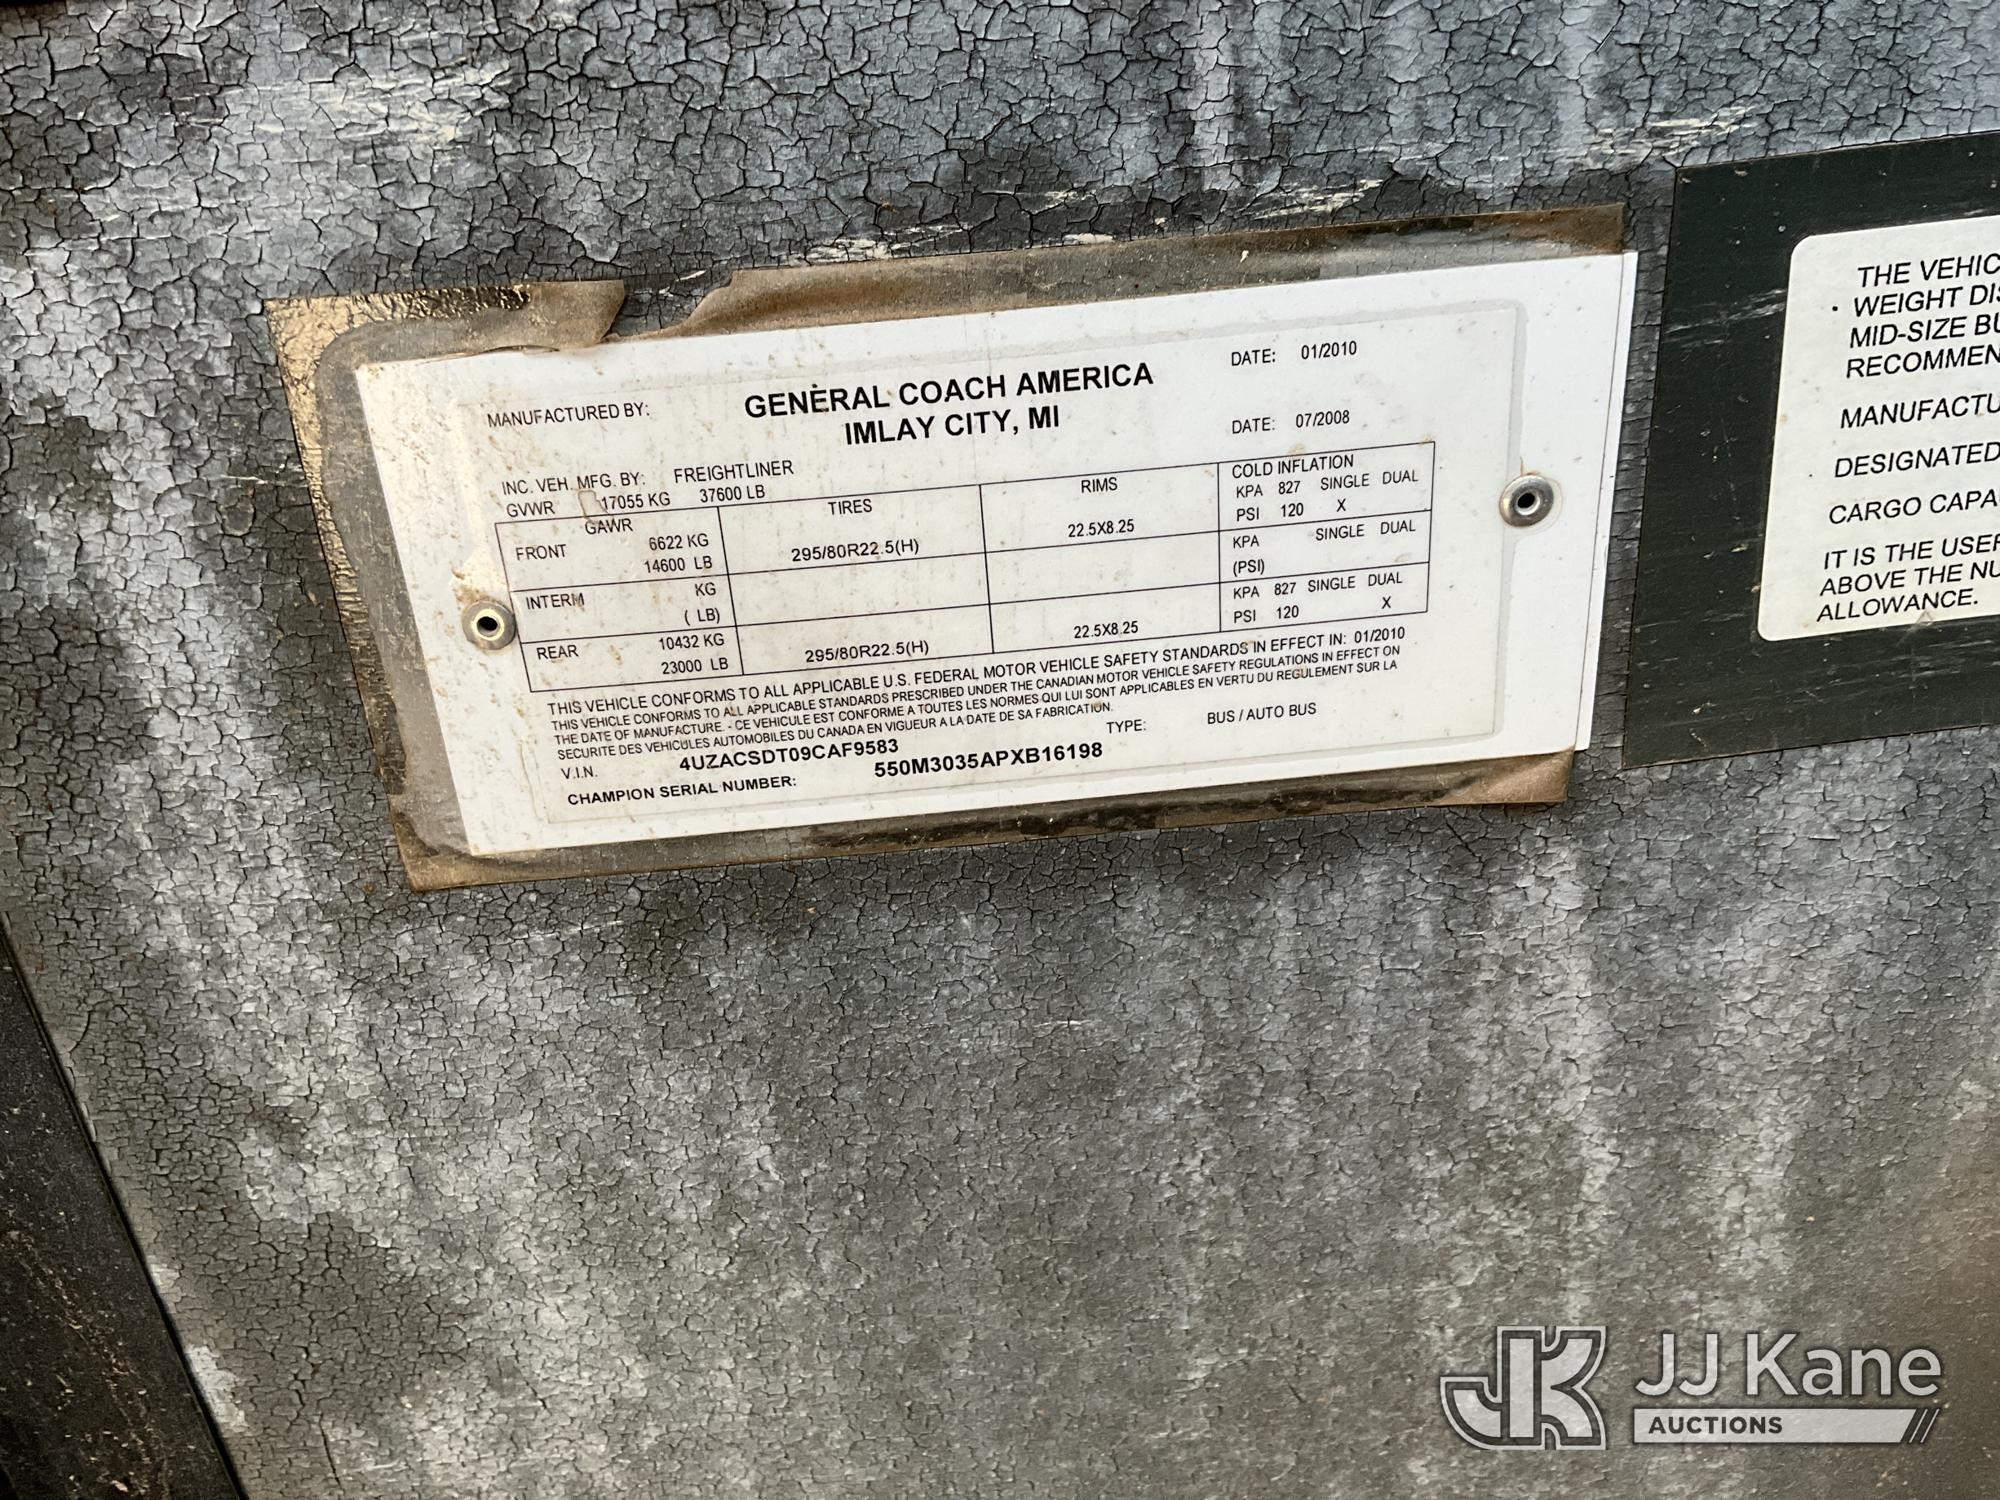 MANUFACTURED BY: GENERAL COACH AMERICA DATE: 01/2010
IMLAY CITY, MI
INC. VEH. MFG. BY: FREIGHTLINER DATE: 07/2008
GVWR 17055 KG 37600 LB
GAWR TIRES RIMS COLD INFLATION
FRONT 6622 KG 295/80R22.5(H) 22.5X8.25 KPA 827 SINGLE DUAL
14600 LB PSI 120 X
INTERM KG KPA SINGLE DUAL
( LB) (PSI)
REAR 10432 KG 295/80R22.5(H) 22.5X8.25 KPA 827 SINGLE DUAL
23000 LB PSI 120 X
THIS VEHICLE CONFORMS TO ALL APPLICABLE U.S. FEDERAL MOTOR VEHICLE SAFETY STANDARDS IN EFFECT IN: 01/2010
THIS VEHICLE CONFORMS TO ALL APPLICABLE STANDARDS PRESCRIBED UNDER THE CANADIAN MOTOR VEHICLE SAFETY REGULATIONS IN EFFECT ON
THE DATE OF MANUFACTURE. - CE VEHICULE EST CONFORME A TOUTES LES NORMES QUI LUI SONT APPLICABLES EN VERTU DU REGULEMENT SUR LA
SECURITE DES VEHICULES AUTOMOBILES DU CANADA EN VIGUEUR A LA DATE DE SA FABRICATION.
V.I.N. 4UZACSDT09CAF9583 TYPE: BUS / AUTO BUS
CHAMPION SERIAL NUMBER: 550M3035APXB16198
THE VEHIC
WEIGHT DIS
MID-SIZE BU
RECOMMEN
MANUFACTU
DESIGNATED
CARGO CAPA
IT IS THE USER
ABOVE THE NU
ALLOWANCE.
JK JJ Kane
AUCTIONS